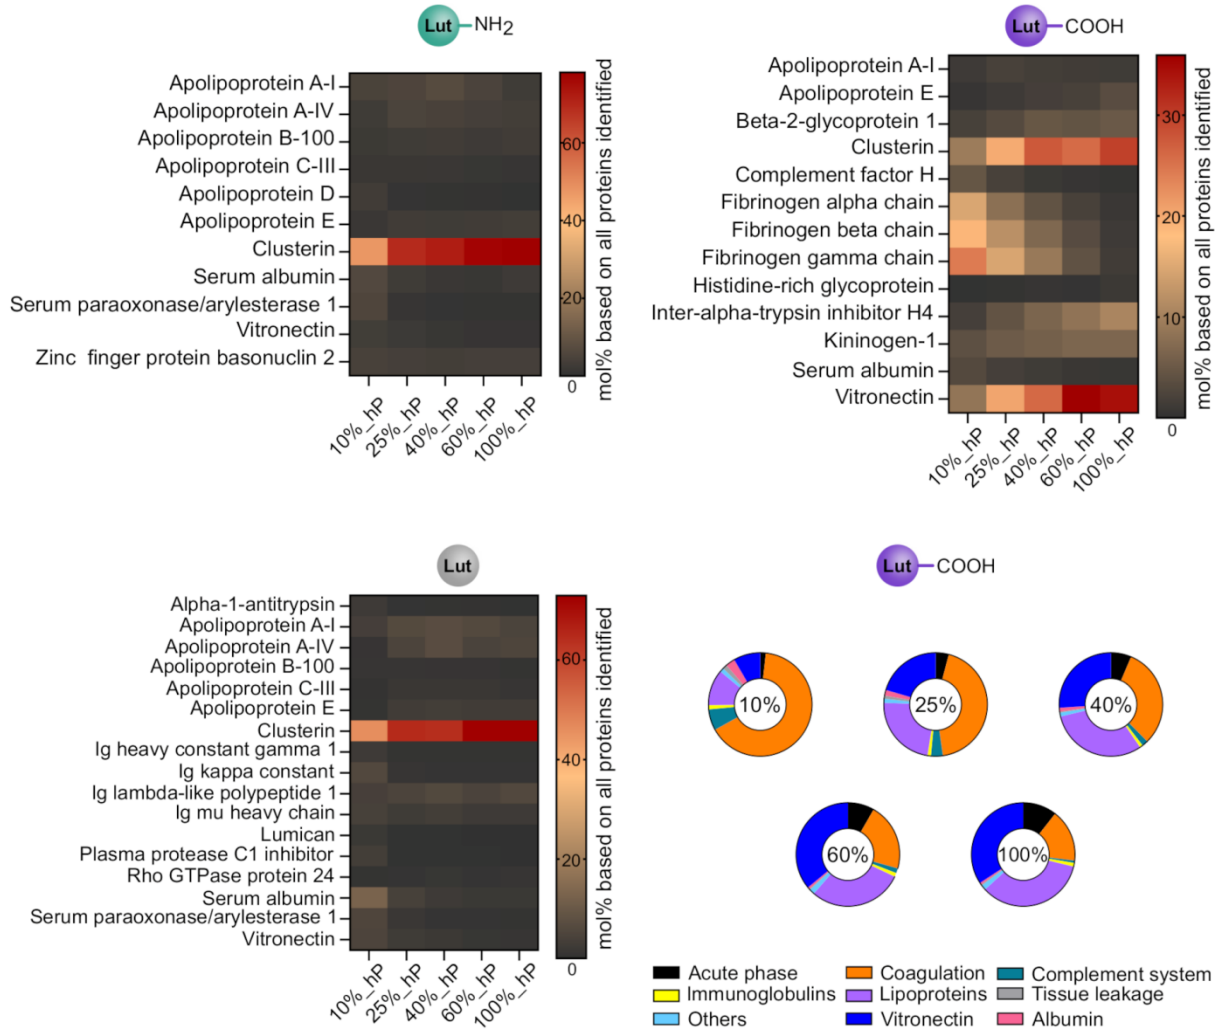 Lut NH2
Apolipoprotein A-I
Apolipoprotein A-IV
Apolipoprotein B-100
Apolipoprotein C-III
Apolipoprotein D
Apolipoprotein E
Clusterin
Serum albumin
Serum paraoxonase/arylesterase 1
Vitronectin
Zinc finger protein basonuclin 2
10%_hP
25%_hP
40%_hP
60%_hP
100%_hP
60
40
20
0
mol% based on all proteins identified
Lut COOH
Apolipoprotein A-I
Apolipoprotein E
Beta-2-glycoprotein 1
Clusterin
Complement factor H
Fibrinogen alpha chain
Fibrinogen beta chain
Fibrinogen gamma chain
Histidine-rich glycoprotein
Inter-alpha-trypsin inhibitor H4
Kininogen-1
Serum albumin
Vitronectin
10%_hP
25%_hP
40%_hP
60%_hP
100%_hP
30
20
10
0
mol% based on all proteins identified
Lut
Alpha-1-antitrypsin
Apolipoprotein A-I
Apolipoprotein A-IV
Apolipoprotein B-100
Apolipoprotein C-III
Apolipoprotein E
Clusterin
Ig heavy constant gamma 1
Ig kappa constant
Ig lambda-like polypeptide 1
Ig mu heavy chain
Lumican
Plasma protease C1 inhibitor
Rho GTPase protein 24
Serum albumin
Serum paraoxonase/arylesterase 1
Vitronectin
10%_hP
25%_hP
40%_hP
60%_hP
100%_hP
60
40
20
0
mol% based on all proteins identified
Lut COOH
10%
25%
40%
60%
100%
Acute phase
Coagulation
Complement system
Immunoglobulins
Lipoproteins
Tissue leakage
Others
Vitronectin
Albumin